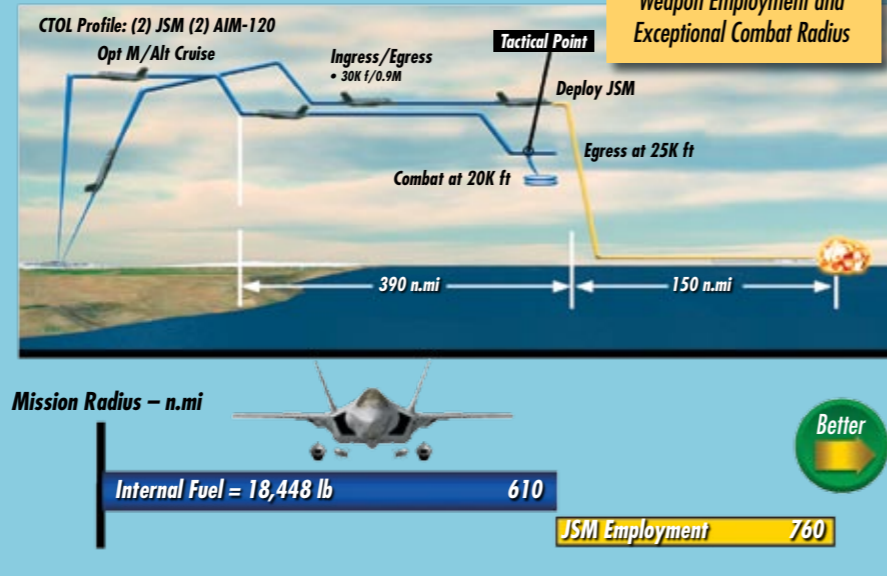 Weapon Employment and
Exceptional Combat Radius
CTOL Profile: (2) JSM (2) AIM-120
Opt M/Alt Cruise
Ingress/Egress
• 30K f/0.9M
Tactical Point
Deploy JSM
Egress at 25K ft
Combat at 20K ft
390 n.mi
150 n.mi
Mission Radius – n.mi
Better
Internal Fuel = 18,448 lb 610
JSM Employment 760